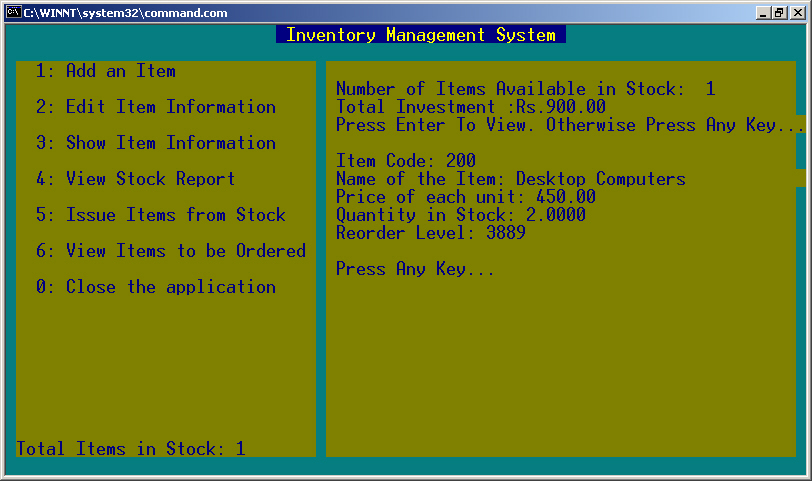 C:\WINNT\system32\command.com
Inventory Management System
1: Add an Item
2: Edit Item Information
3: Show Item Information
4: View Stock Report
5: Issue Items from Stock
6: View Items to be Ordered
0: Close the application
Total Items in Stock: 1
Number of Items Available in Stock: 1
Total Investment :Rs.900.00
Press Enter To View. Otherwise Press Any Key...
Item Code: 200
Name of the Item: Desktop Computers
Price of each unit: 450.00
Quantity in Stock: 2.0000
Reorder Level: 3889
Press Any Key...